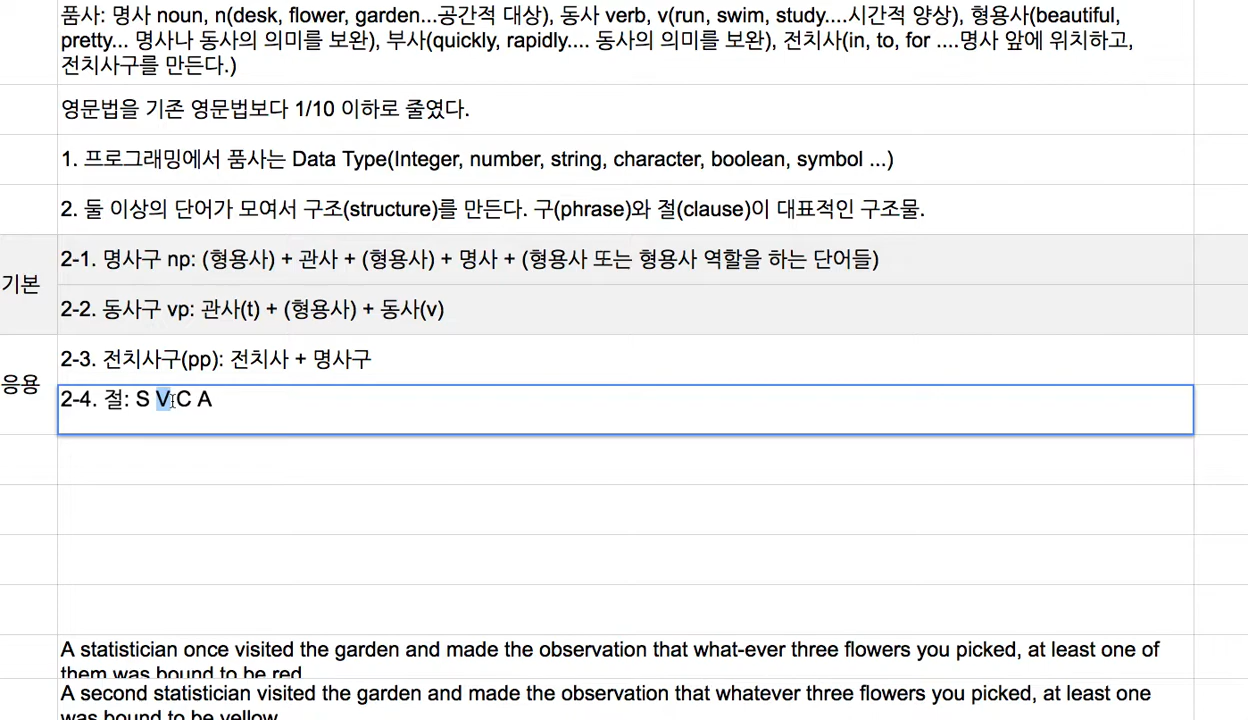 품사: 명사 noun, n(desk, flower, garden...공간적 대상), 동사 verb, v(run, swim, study....시간적 양상), 형용사(beautiful,
pretty... 명사나 동사의 의미를 보완), 부사(quickly, rapidly.... 동사의 의미를 보완), 전치사(in, to, for ....명사 앞에 위치하고,
전치사구를 만든다.)
영문법을 기존 영문법보다 1/10 이하로 줄였다.
1. 프로그래밍에서 품사는 Data Type(Integer, number, string, character, boolean, symbol ...)
2. 둘 이상의 단어가 모여서 구조(structure)를 만든다. 구(phrase)와 절(clause)이 대표적인 구조물.
기본
2-1. 명사구 np: (형용사) + 관사 + (형용사) + 명사 + (형용사 또는 형용사 역할을 하는 단어들)
2-2. 동사구 vp: 관사(t) + (형용사) + 동사(v)
응용
2-3. 전치사구(pp): 전치사 + 명사구
2-4. 절: S V C A
A statistician once visited the garden and made the observation that what-ever three flowers you picked, at least one of
them was bound to be red
A second statistician visited the garden and made the observation that whatever three flowers you picked, at least one
was bound to be yellow